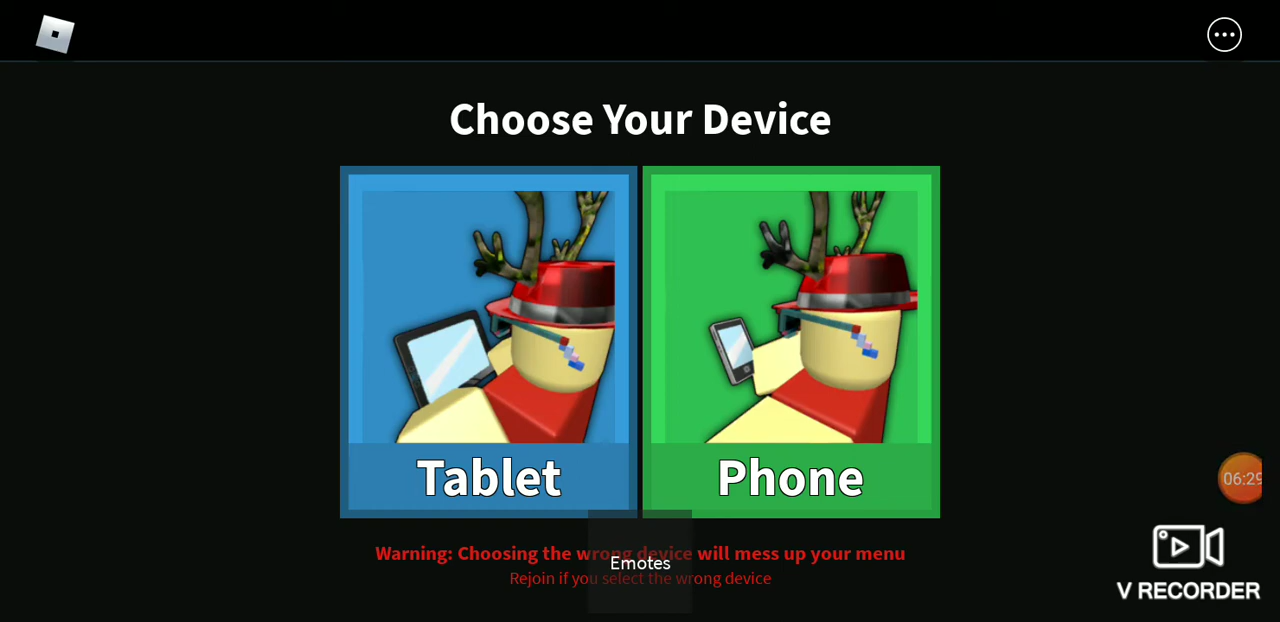 Choose Your Device
Tablet
Phone
06:29
Warning: Choosing the wrong device will mess up your menu
Emotes
Rejoin if you select the wrong device
V RECORDER